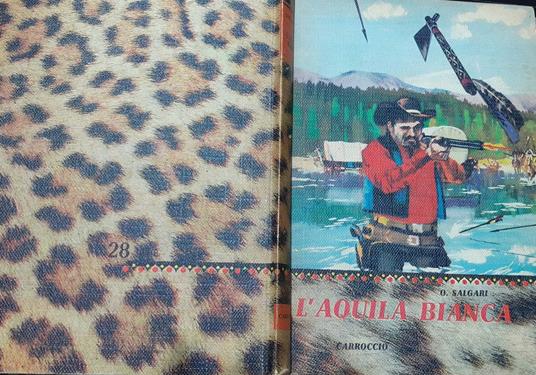 28
O. SALGARI
L'AQUILA BIANCA
CARROCCIO